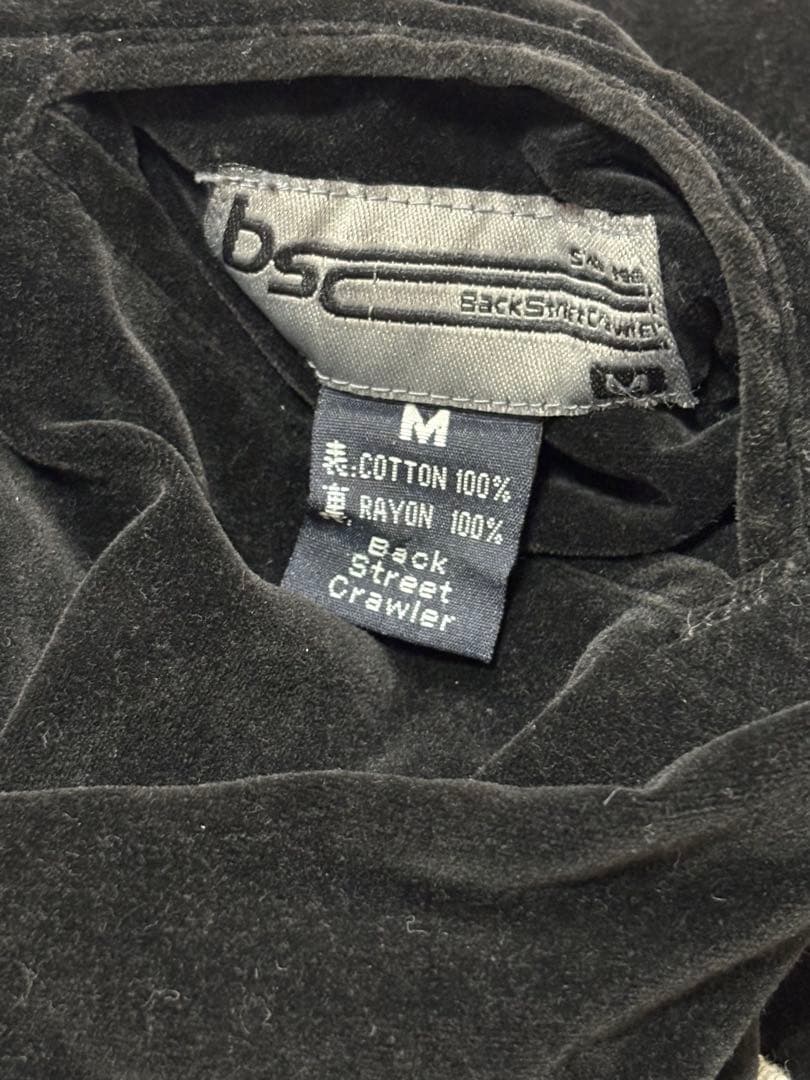 bsc
BackStreetCrawler
M
M
表:COTTON 100%
裏:RAYON 100%
Back
Street
Crawler